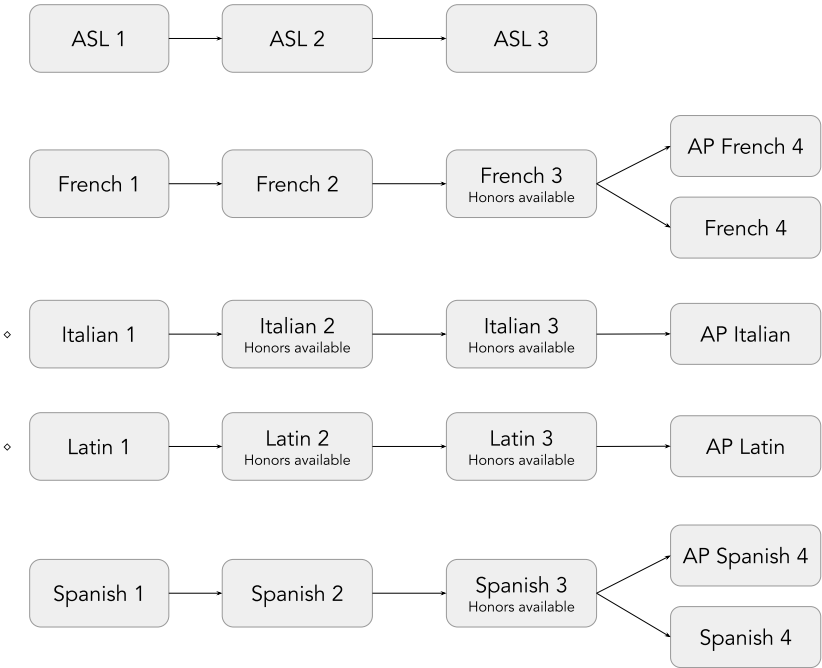 ASL 1
ASL 2
ASL 3
French 1
French 2
French 3
Honors available
AP French 4
French 4
Italian 1
Italian 2
Honors available
Italian 3
Honors available
AP Italian
Latin 1
Latin 2
Honors available
Latin 3
Honors available
AP Latin
Spanish 1
Spanish 2
Spanish 3
Honors available
AP Spanish 4
Spanish 4